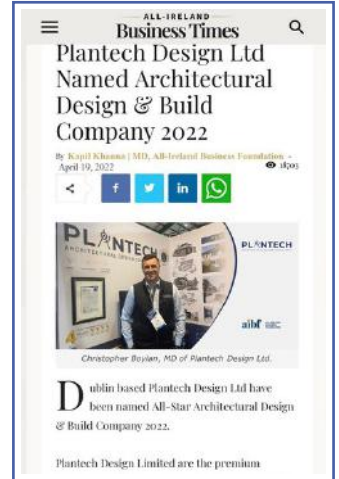 ALL-IRELAND
Business Times
Plantech Design Ltd
Named Architectural
Design & Build
Company 2022
By Kapil Khanna | MD, All-Ireland Business Foundation -
April 19, 2022
f in
PLANTECH
PLANTECH
aibf
Christopher Boylan, MD of Plantech Design Ltd.
Dublin based Plantech Design Ltd have
been named All-Star Architectural Design
& Build Company 2022.
Plantech Design Limited are the premium